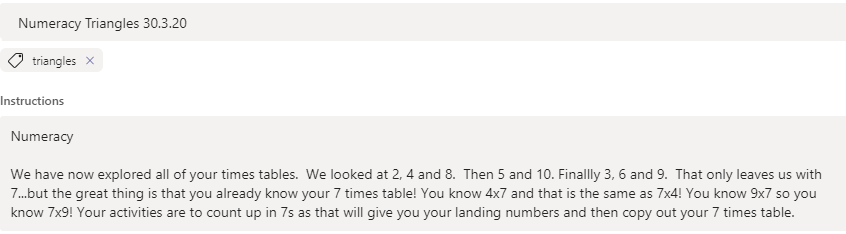 Numeracy Triangles 30.3.20
triangles ×
Instructions
Numeracy
We have now explored all of your times tables.  We looked at 2, 4 and 8.  Then 5 and 10. Finallly 3, 6 and 9.  That only leaves us with
7...but the great thing is that you already know your 7 times table! You know 4x7 and that is the same as 7x4! You know 9x7 so you
know 7x9! Your activities are to count up in 7s as that will give you your landing numbers and then copy out your 7 times table.